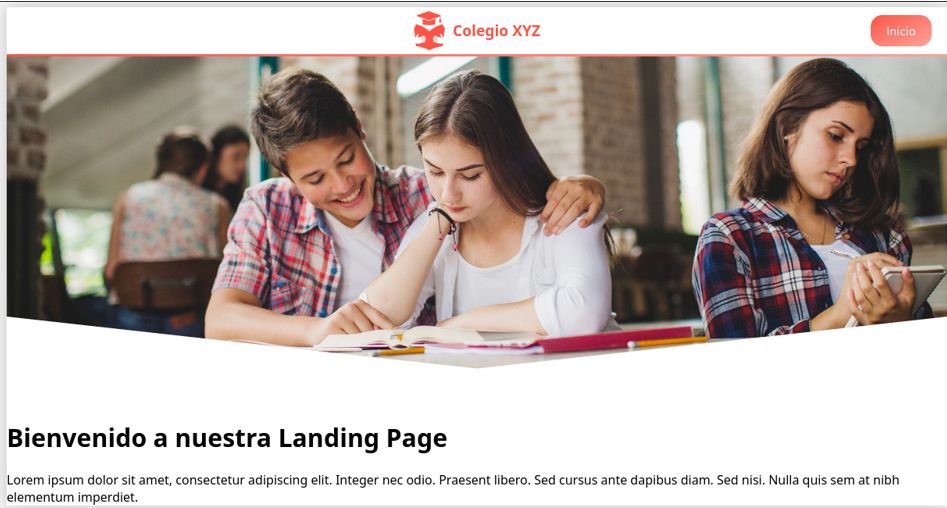 Colegio XYZ
Inicio
Bienvenido a nuestra Landing Page
Lorem ipsum dolor sit amet, consectetur adipiscing elit. Integer nec odio. Praesent libero. Sed cursus ante dapibus diam. Sed nisi. Nulla quis sem at nibh
elementum imperdiet.